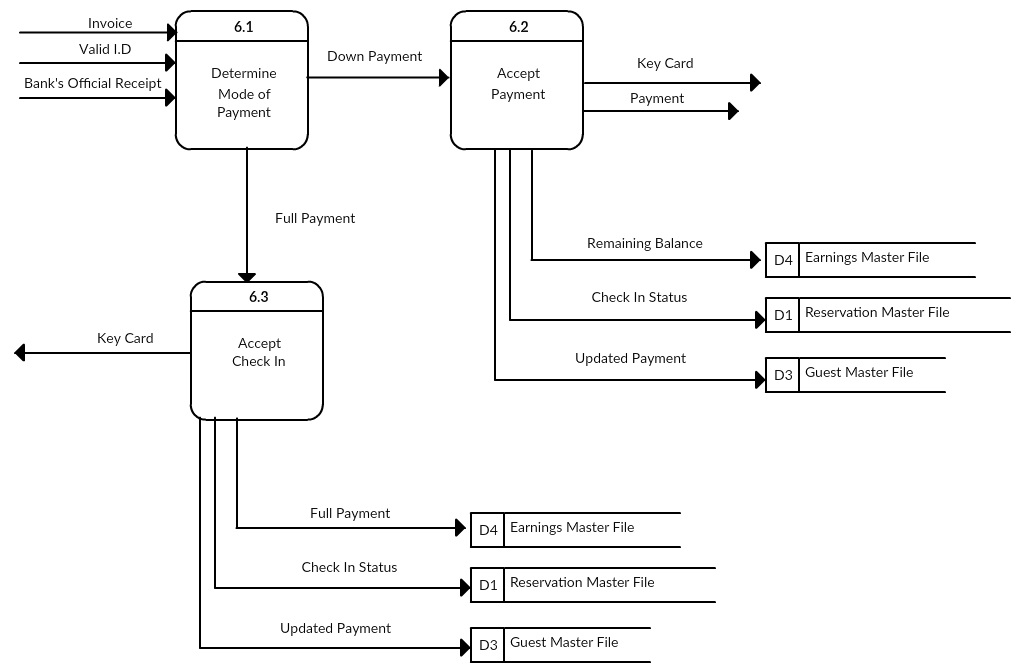 Invoice
Valid I.D
Bank's Official Receipt
6.1
Determine
Mode of
Payment
Down Payment
6.2
Accept
Payment
Key Card
Payment
Full Payment
Remaining Balance
D4 Earnings Master File
Check In Status
D1 Reservation Master File
Updated Payment
D3 Guest Master File
6.3
Accept
Check In
Key Card
Full Payment
D4 Earnings Master File
Check In Status
D1 Reservation Master File
Updated Payment
D3 Guest Master File